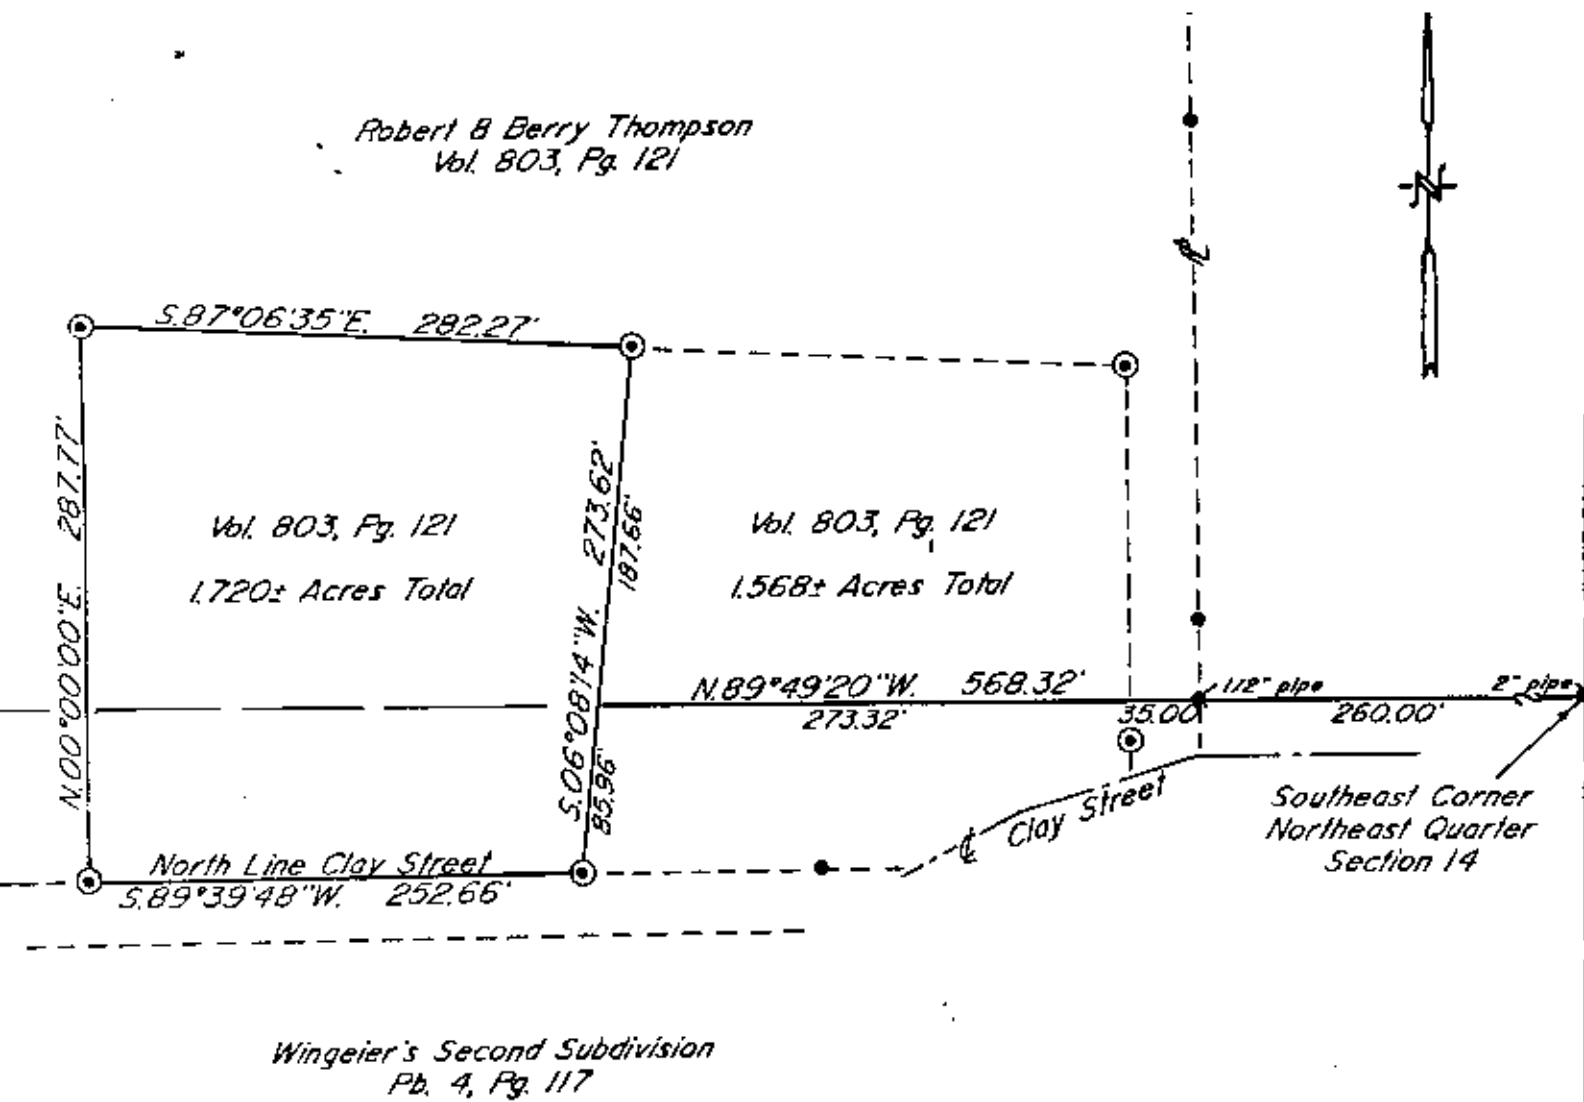 Robert & Berry Thompson
Vol. 803, Pg. 121
N
℄
S.87°06'35"E. 282.27'
N.00°00'00"E. 287.77'
Vol. 803, Pg. 121
1.720± Acres Total
S.06°08'14"W. 273.62'
187.66'
85.96'
Vol. 803, Pg. 121
1.568± Acres Total
N.89°49'20"W. 568.32'
273.32'
35.00'
1/2" pipe
260.00'
2" pipe
℄ Clay Street
Southeast Corner
Northeast Quarter
Section 14
North Line Clay Street
S.89°39'48"W. 252.66'
Wingeier's Second Subdivision
Pb. 4, Pg. 117